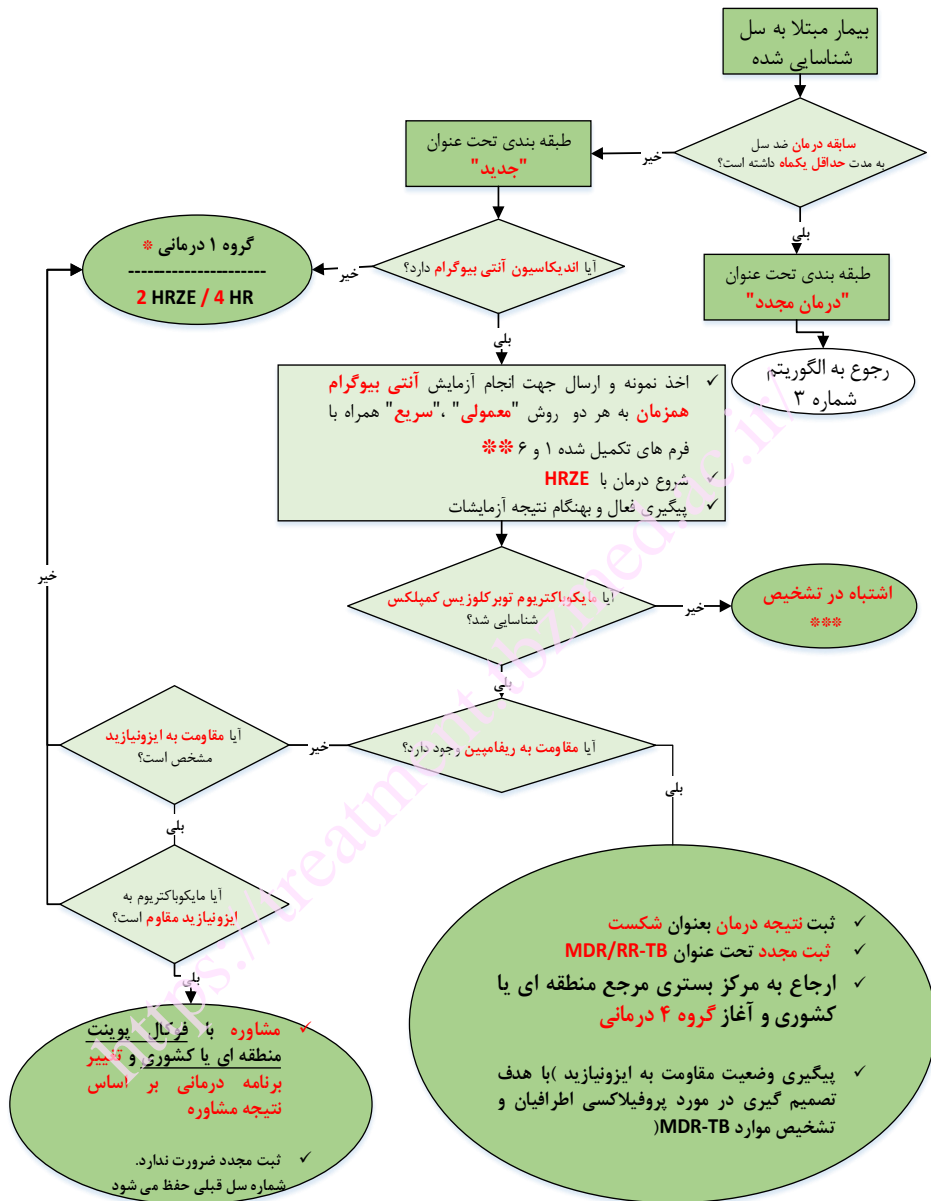 بیمار مبتلا به سل
شناسایی شده
سابقه درمان ضد سل
به مدت حداقل یکماه داشته است؟
خیر
طبقه بندی تحت عنوان
"جدید"
بلی
طبقه بندی تحت عنوان
"درمان مجدد"
رجوع به الگوریتم
شماره ۳
آیا اندیکاسیون آنتی بیوگرام دارد؟
خیر
گروه ۱ درمانی *
----------------------
2 HRZE / 4 HR
بلی
✓ اخذ نمونه و ارسال جهت انجام آزمایش آنتی بیوگرام
همزمان به هر دو روش "معمولی" ،"سریع" همراه با
فرم های تکمیل شده ۱ و ۶ **
✓ شروع درمان با HRZE
✓ پیگیری فعال و بهنگام نتیجه آزمایشات
آیا مایکوباکتریوم توبرکلوزیس کمپلکس
شناسایی شد؟
خیر
اشتباه در تشخیص
***
بلی
آیا مقاومت به ریفامپین وجود دارد؟
خیر
آیا مقاومت به ایزونیازید
مشخص است؟
خیر
بلی
آیا مایکوباکتریوم به
ایزونیازید مقاوم است؟
بلی
✓ مشاوره با فوکال پوینت
منطقه ای یا کشوری و تغییر
برنامه درمانی بر اساس
نتیجه مشاوره
✓ ثبت مجدد ضرورت ندارد.
شماره سل قبلی حفظ می شود
بلی
✓ ثبت نتیجه درمان بعنوان شکست
✓ ثبت مجدد تحت عنوان MDR/RR-TB
✓ ارجاع به مرکز بستری مرجع منطقه ای یا
کشوری و آغاز گروه ۴ درمانی
✓ پیگیری وضعیت مقاومت به ایزونیازید )با هدف
تصمیم گیری در مورد پروفیلاکسی اطرافیان و
تشخیص موارد MDR-TB(
https://treatment.tbzmed.ac.ir/